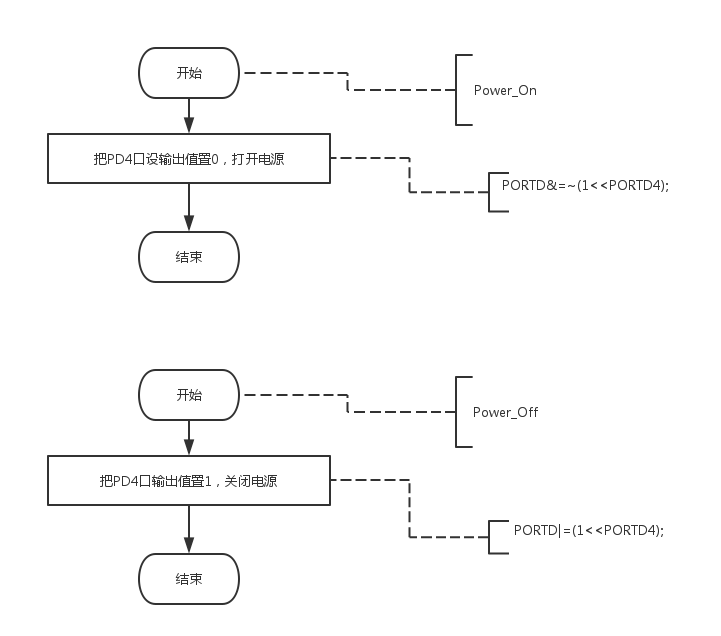 开始
Power_On
把PD4口设输出值置0，打开电源
PORTD&=~(1<<PORTD4);
结束
开始
Power_Off
把PD4口输出值置1，关闭电源
PORTD|=(1<<PORTD4);
结束